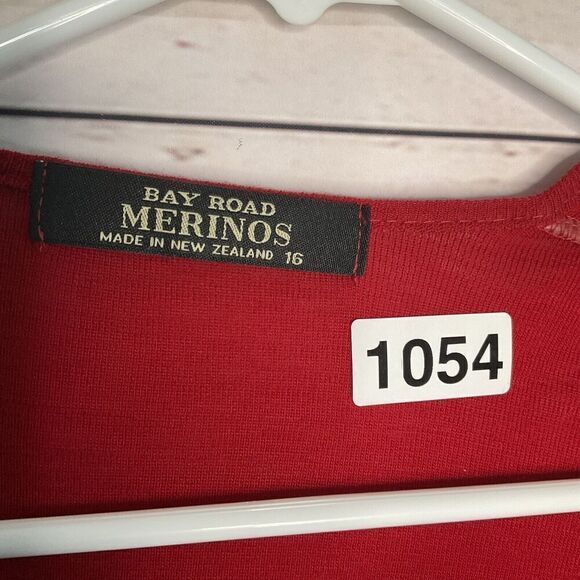 BAY ROAD
MERINOS
MADE IN NEW ZEALAND 16
1054